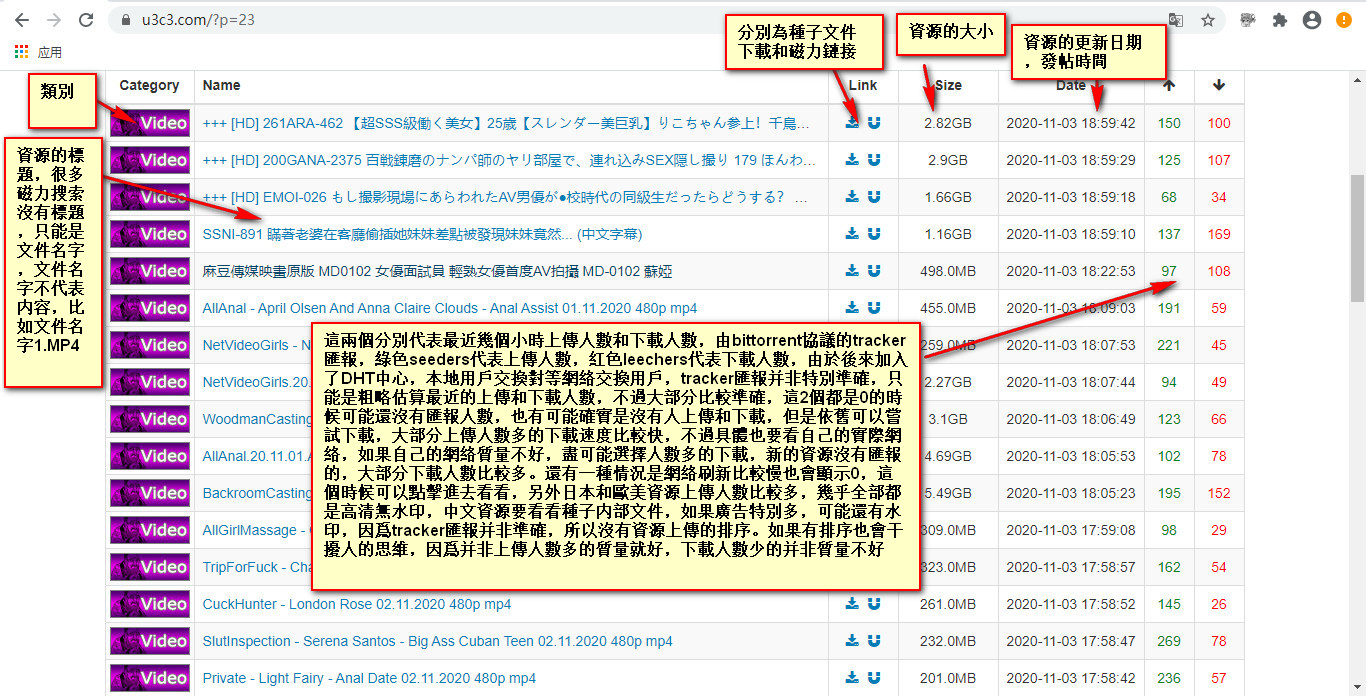 u3c3.com/?p=23
应用
分別為種子文件
下載和磁力鏈接
資源的大小
資源的更新日期
，發帖時間
類別
資源的標
題，很多
磁力搜索
沒有標題
，只能是
文件名字
，文件名
字不代表
内容，比
如文件名
字1.MP4
Category Name Link Size Date
Video +++ [HD] 261ARA-462 【超SSS級働く美女】25歳【スレンダー美巨乳】りこちゃん参上！千鳥… 2.82GB 2020-11-03 18:59:42 150 100
Video +++ [HD] 200GANA-2375 百戦錬磨のナンパ師のヤリ部屋で、連れ込みSEX隠し撮り 179 ほんわ… 2.9GB 2020-11-03 18:59:29 125 107
Video +++ [HD] EMOI-026 もし撮影現場にあらわれたAV男優が●校時代の同級生だったらどうする？ … 1.66GB 2020-11-03 18:59:18 68 34
Video SSNI-891 瞞著老婆在客廳偷插她妹妹差點被發現妹妹竟然... (中文字幕) 1.16GB 2020-11-03 18:59:10 137 169
Video 麻豆傳媒映畫原版 MD0102 女優面試員 輕熟女優首度AV拍攝 MD-0102 蘇婭 498.0MB 2020-11-03 18:22:53 97 108
Video AllAnal - April Olsen And Anna Claire Clouds - Anal Assist 01.11.2020 480p mp4 455.0MB 2020-11-03 18:09:03 191 59
Video NetVideoGirls - N 259.0MB 2020-11-03 18:07:53 221 45
Video NetVideoGirls.20. 2.27GB 2020-11-03 18:07:44 94 49
Video WoodmanCasting 3.1GB 2020-11-03 18:06:49 123 66
Video AllAnal.20.11.01.A 4.69GB 2020-11-03 18:05:53 102 78
Video BackroomCasting 5.49GB 2020-11-03 18:05:23 195 152
Video AllGirlMassage - 309.0MB 2020-11-03 17:59:08 98 29
Video TripForFuck - Cha 323.0MB 2020-11-03 17:58:57 162 54
Video CuckHunter - London Rose 02.11.2020 480p mp4 261.0MB 2020-11-03 17:58:52 145 26
Video SlutInspection - Serena Santos - Big Ass Cuban Teen 02.11.2020 480p mp4 232.0MB 2020-11-03 17:58:47 269 78
Video Private - Light Fairy - Anal Date 02.11.2020 480p mp4 201.0MB 2020-11-03 17:58:42 236 57
這兩個分別代表最近幾個小時上傳人數和下載人數，由bittorrent協議的tracker
匯報，綠色seeders代表上傳人數，紅色leechers代表下載人數，由於後來加入
了DHT中心，本地用戶交換對等網絡交換用戶，tracker匯報并非特別準確，只
能是粗略估算最近的上傳和下載人數，不過大部分比較準確，這2個都是0的時
候可能還沒有匯報人數，也有可能確實是沒有人上傳和下載，但是依舊可以嘗
試下載，大部分上傳人數多的下載速度比較快，不過具體也要看自己的實際網
絡，如果自己的網絡質量不好，盡可能選擇人數多的下載，新的資源沒有匯報
的，大部分下載人數比較多。還有一種情況是網絡刷新比較慢也會顯示0，這
個時候可以點擊進去看看，另外日本和歐美資源上傳人數比較多，幾乎全部都
是高清無水印，中文資源要看看種子内部文件，如果廣告特別多，可能還有水
印，因爲tracker匯報并非準確，所以沒有資源上傳的排序。如果有排序也會干
擾人的思維，因爲并非上傳人數多的質量就好，下載人數少的并非質量不好